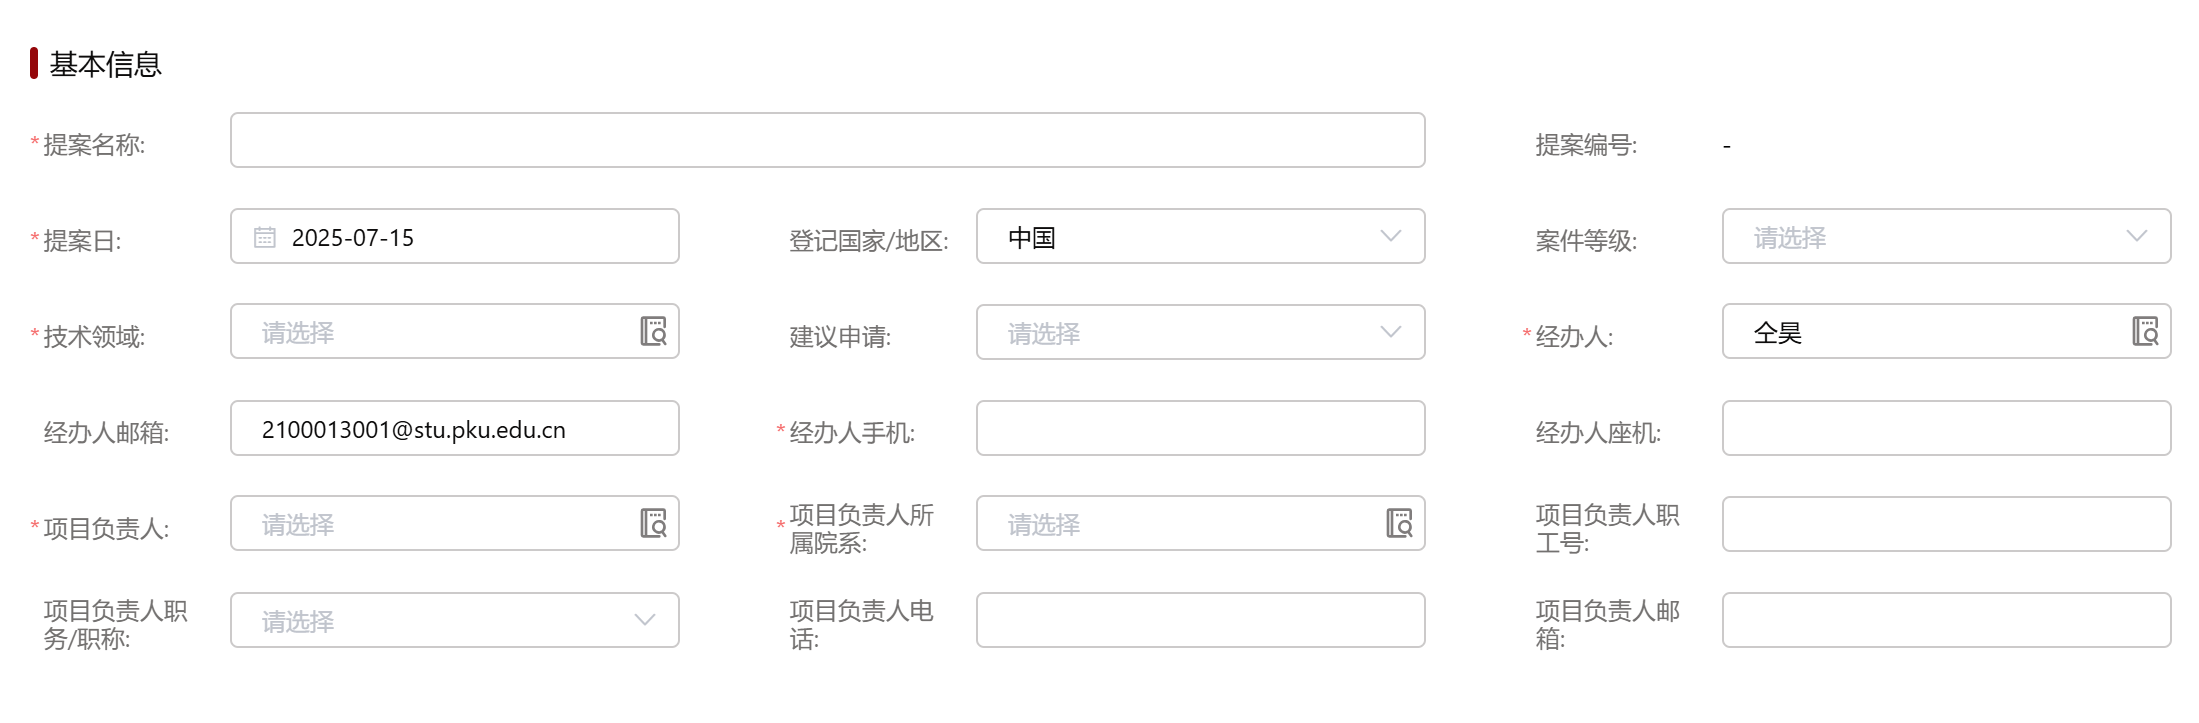 基本信息
*提案名称:
提案编号: -
*提案日: 2025-07-15 登记国家/地区: 中国 案件等级: 请选择
*技术领域: 请选择 建议申请: 请选择 *经办人: 仝昊
经办人邮箱: 2100013001@stu.pku.edu.cn *经办人手机: 经办人座机:
*项目负责人: 请选择 *项目负责人所
属院系: 请选择 项目负责人职
工号:
项目负责人职
务/职称: 请选择 项目负责人电
话: 项目负责人邮
箱: